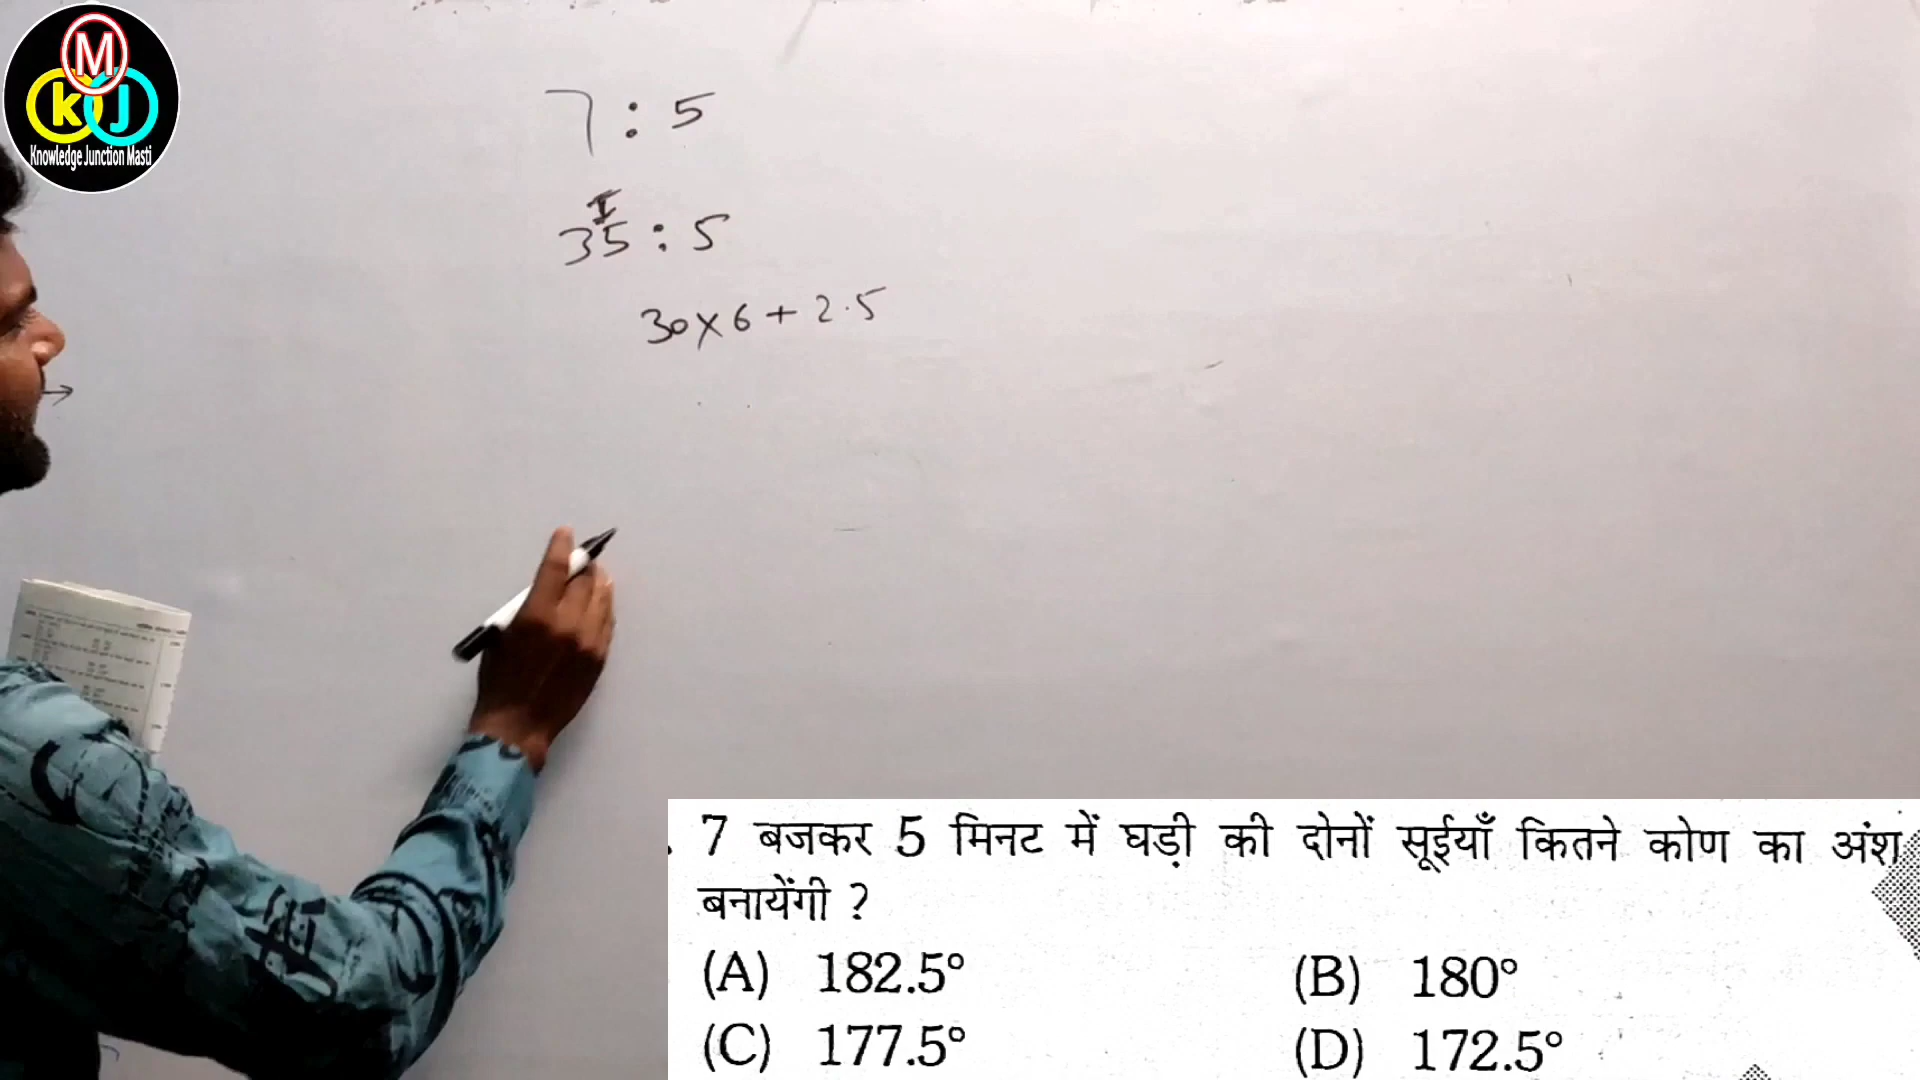 M
k J
Knowledge Junction Masti
7 : 5
I
35 : 5
30 x 6 + 2.5
. 7 बजकर 5 मिनट में घड़ी की दोनों सूईयाँ कितने कोण का अंश
बनायेंगी ?
(A) 182.5° (B) 180°
(C) 177.5° (D) 172.5°